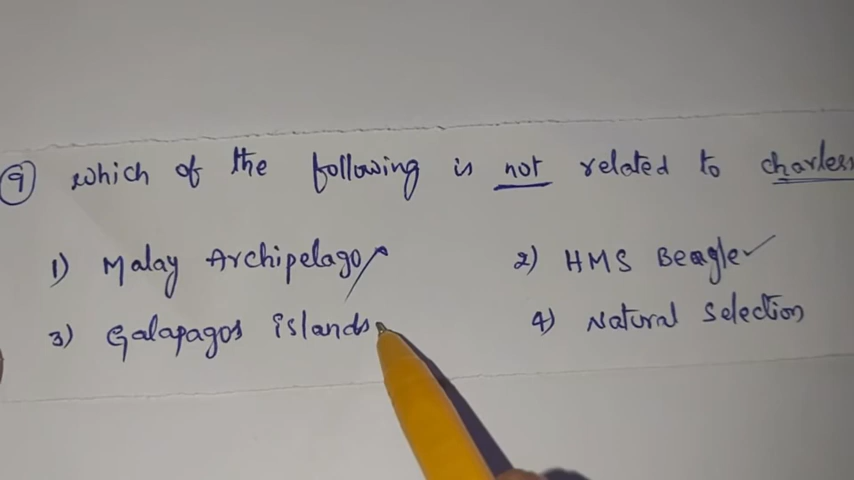 9 which of the following is not related to charless
1) Malay Archipelago 2) HMS Beagle
3) Galapagos islands 4) Natural Selection